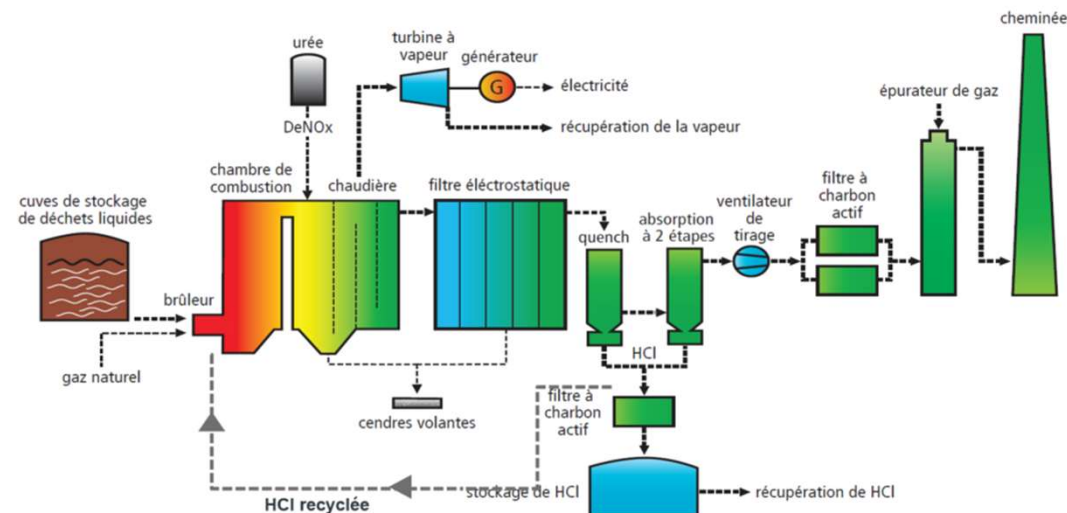 cheminée
urée
turbine à
vapeur
générateur
G
électricité
épurateur de gaz
DeNOx
récupération de la vapeur
chambre de
combustion
chaudière
filtre éléctrostatique
filtre à
charbon
actif
cuves de stockage
de déchets liquides
quench
absorption
à 2 étapes
ventilateur
de
tirage
brûleur
HCl
gaz naturel
cendres volantes
filtre à
charbon
actif
HCl recyclée
stockage de HCl
récupération de HCl